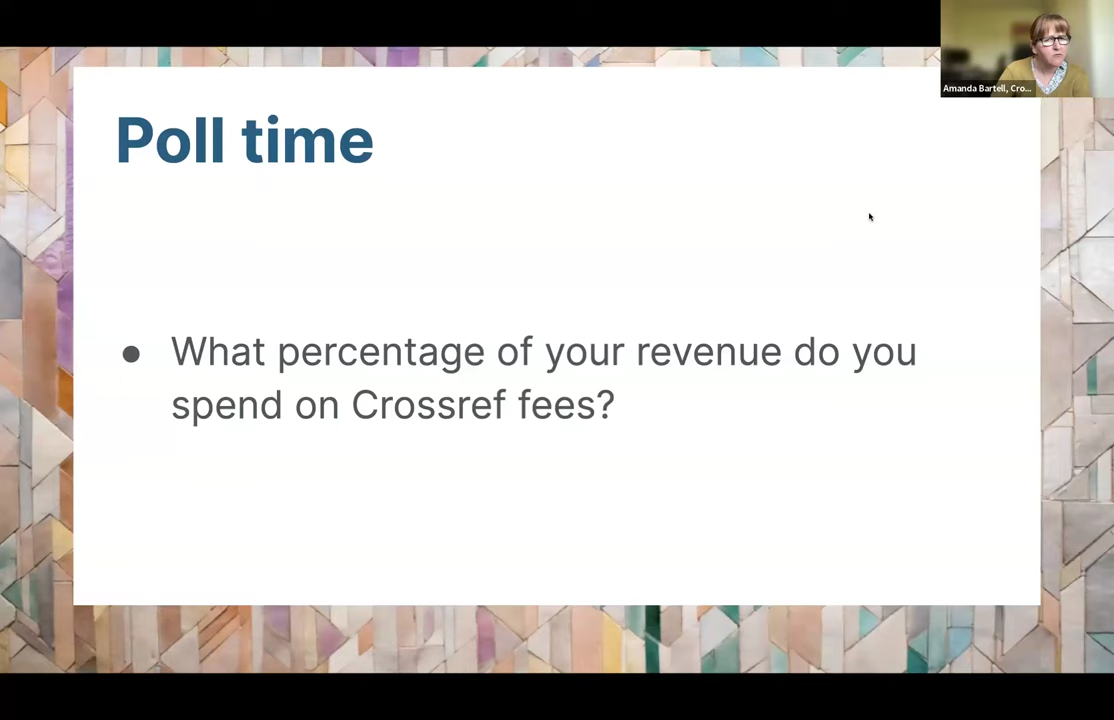 Amanda Bartell, Cro...
Poll time
● What percentage of your revenue do you
spend on Crossref fees?